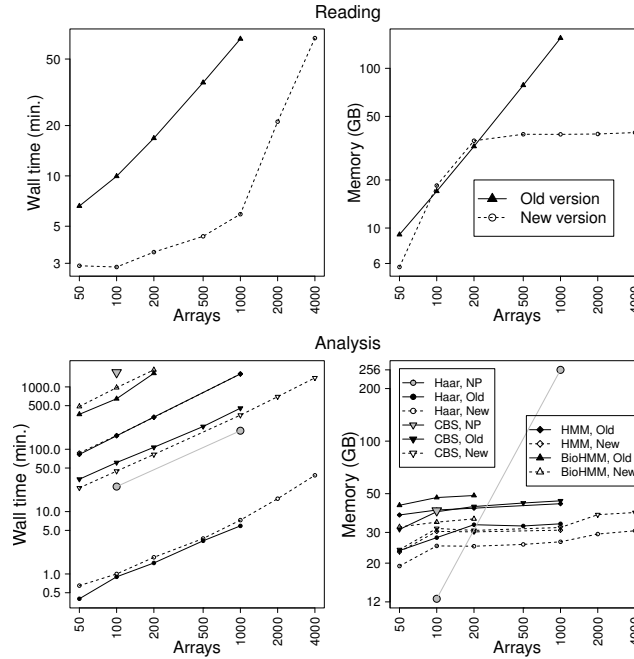 Reading
Wall time (min.)
50
20
10
5
3
50
100
200
500
1000
2000
4000
Arrays
Memory (GB)
100
50
20
10
6
50
100
200
500
1000
2000
4000
Arrays
Old version
New version
Analysis
Wall time (min.)
1000.0
500.0
100.0
50.0
10.0
5.0
1.0
0.5
50
100
200
500
1000
2000
4000
Arrays
Memory (GB)
256
200
100
50
30
20
12
50
100
200
500
1000
2000
4000
Arrays
Haar, NP
Haar, Old
Haar, New
CBS, NP
CBS, Old
CBS, New
HMM, Old
HMM, New
BioHMM, Old
BioHMM, New